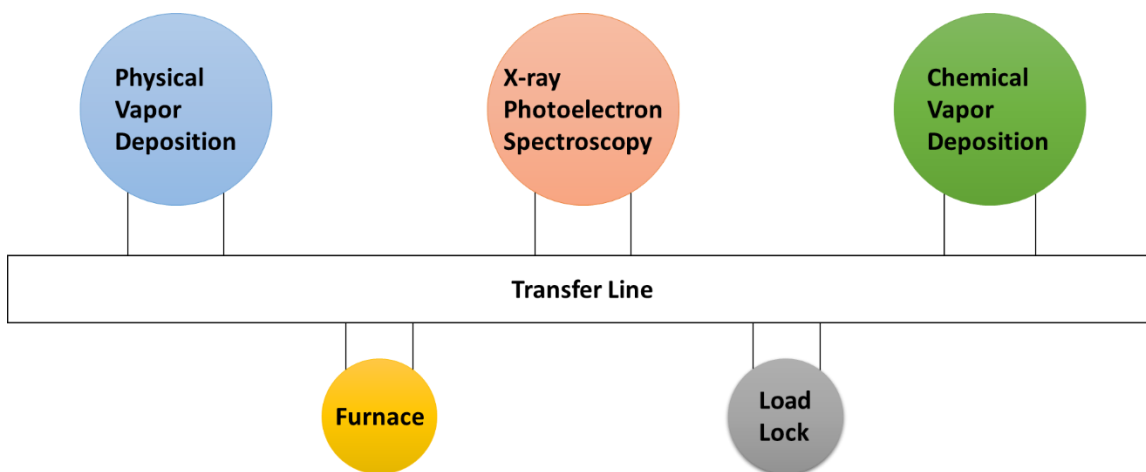 Physical
Vapor
Deposition
X-ray
Photoelectron
Spectroscopy
Chemical
Vapor
Deposition
Transfer Line
Furnace
Load
Lock